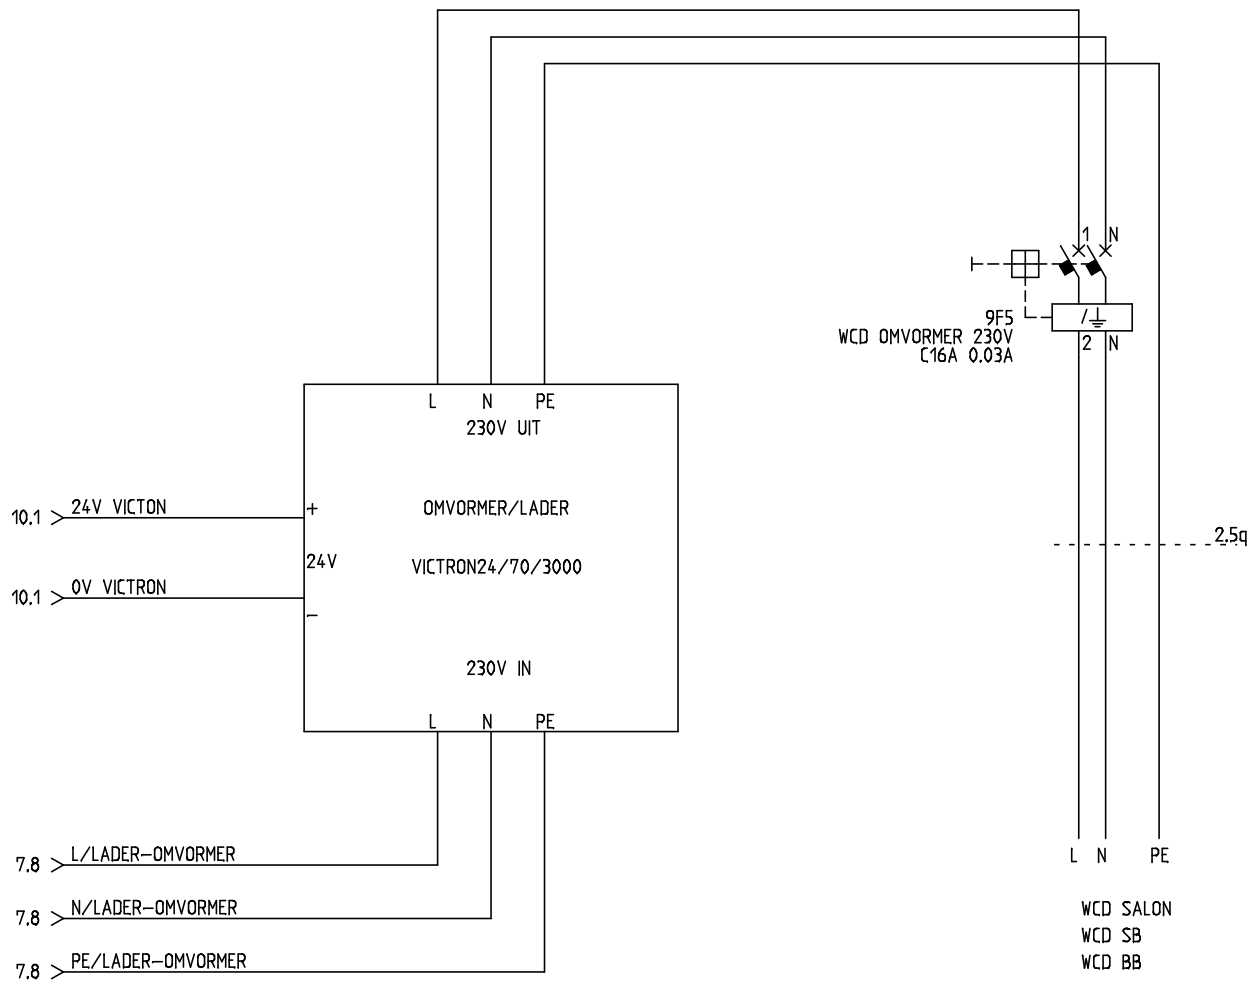 1 N
9F5
WCD OMVORMER 230V
C16A 0.03A
2 N
L N PE
230V UIT
10.1 24V VICTON
+
OMVORMER/LADER
2.5q
24V
VICTRON24/70/3000
10.1 0V VICTRON
-
230V IN
L N PE
7.8 L/LADER-OMVORMER
L N PE
7.8 N/LADER-OMVORMER
WCD SALON
WCD SB
7.8 PE/LADER-OMVORMER
WCD BB